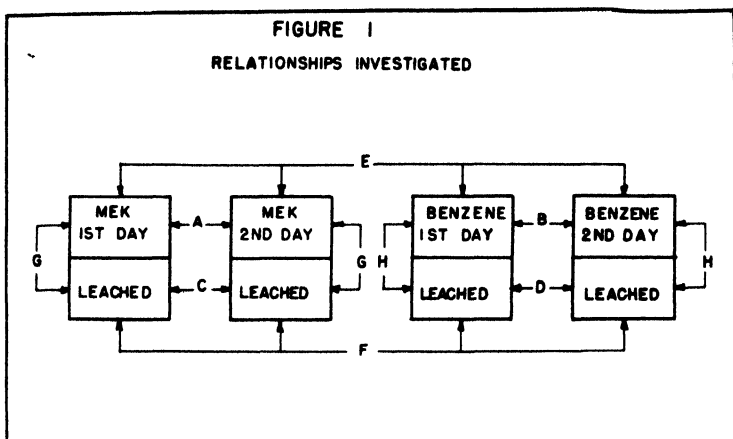 FIGURE 1
RELATIONSHIPS INVESTIGATED
E
MEK
1ST DAY
A
MEK
2ND DAY
BENZENE
1ST DAY
B
BENZENE
2ND DAY
G
G
H
H
LEACHED
C
LEACHED
LEACHED
D
LEACHED
F